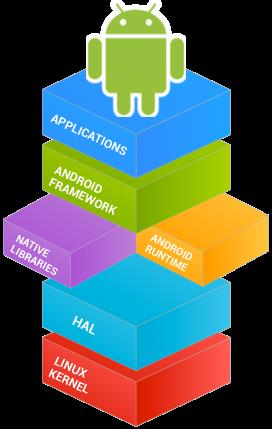 APPLICATIONS
ANDROID
FRAMEWORK
NATIVE
LIBRARIES
ANDROID
RUNTIME
HAL
LINUX
KERNEL